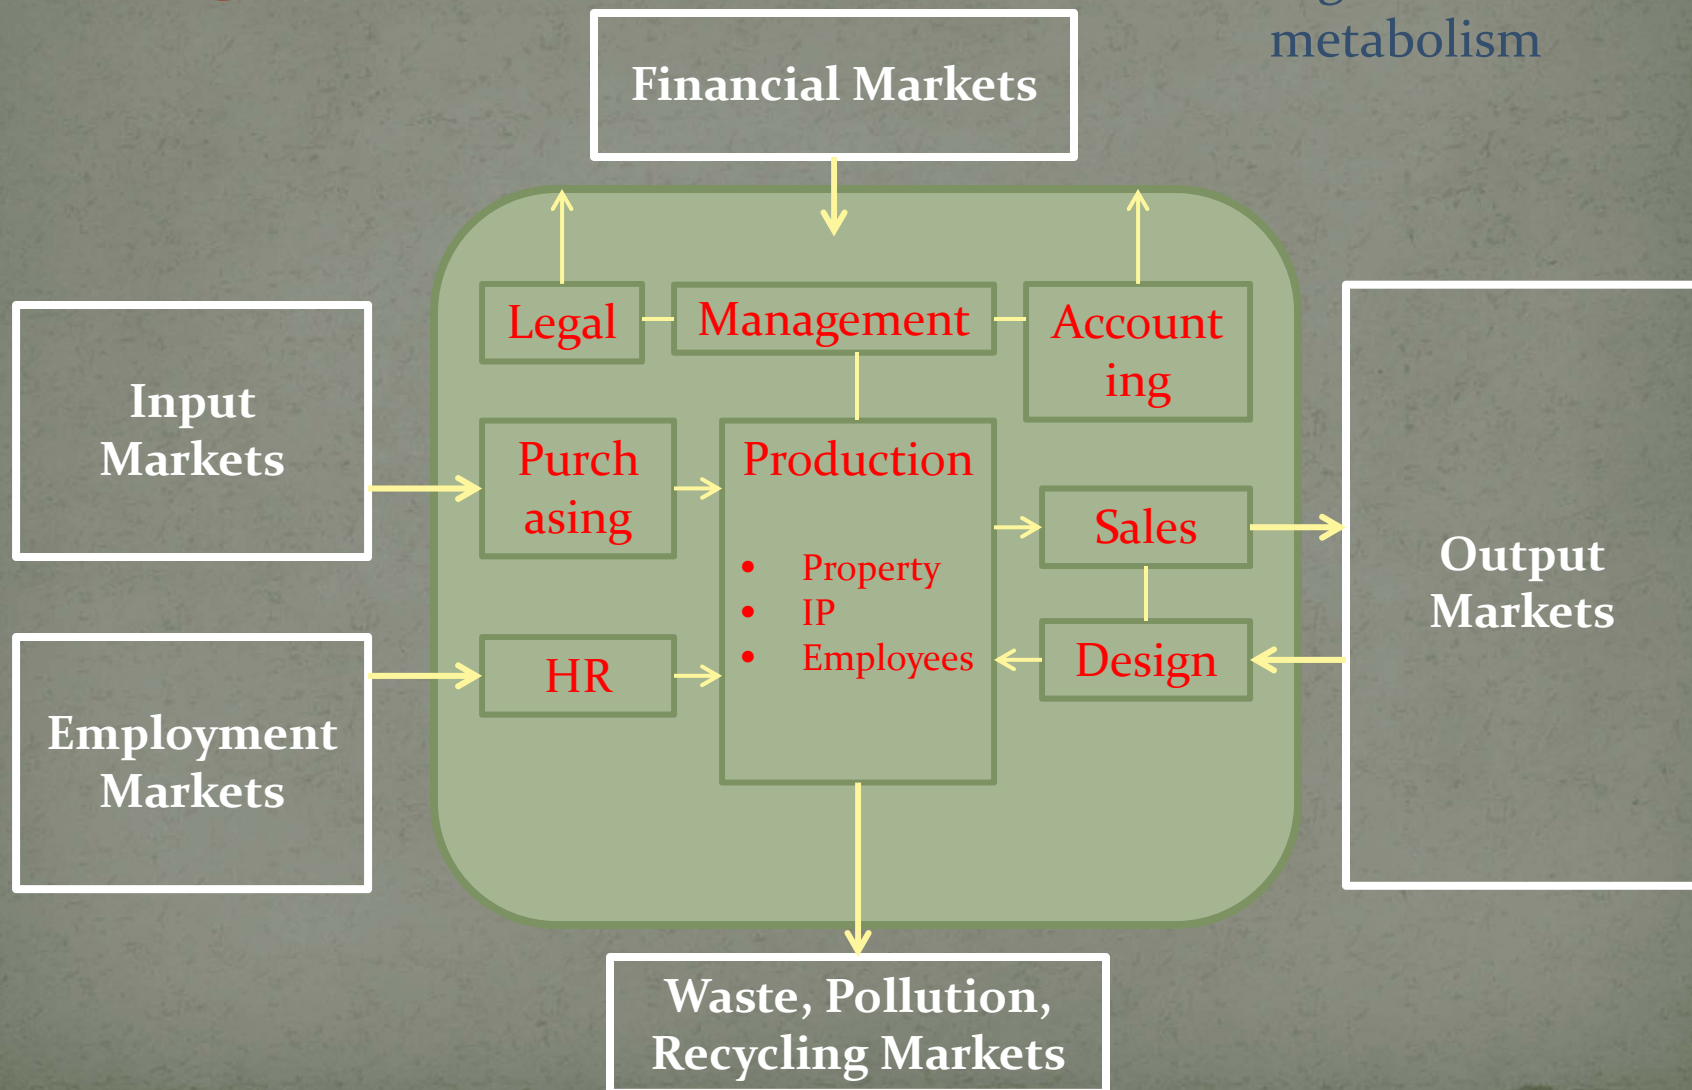 metabolism
Financial Markets
Legal
Management
Account
ing
Input
Markets
Purch
asing
Production
• Property
• IP
• Employees
Sales
Design
HR
Output
Markets
Employment
Markets
Waste, Pollution,
Recycling Markets